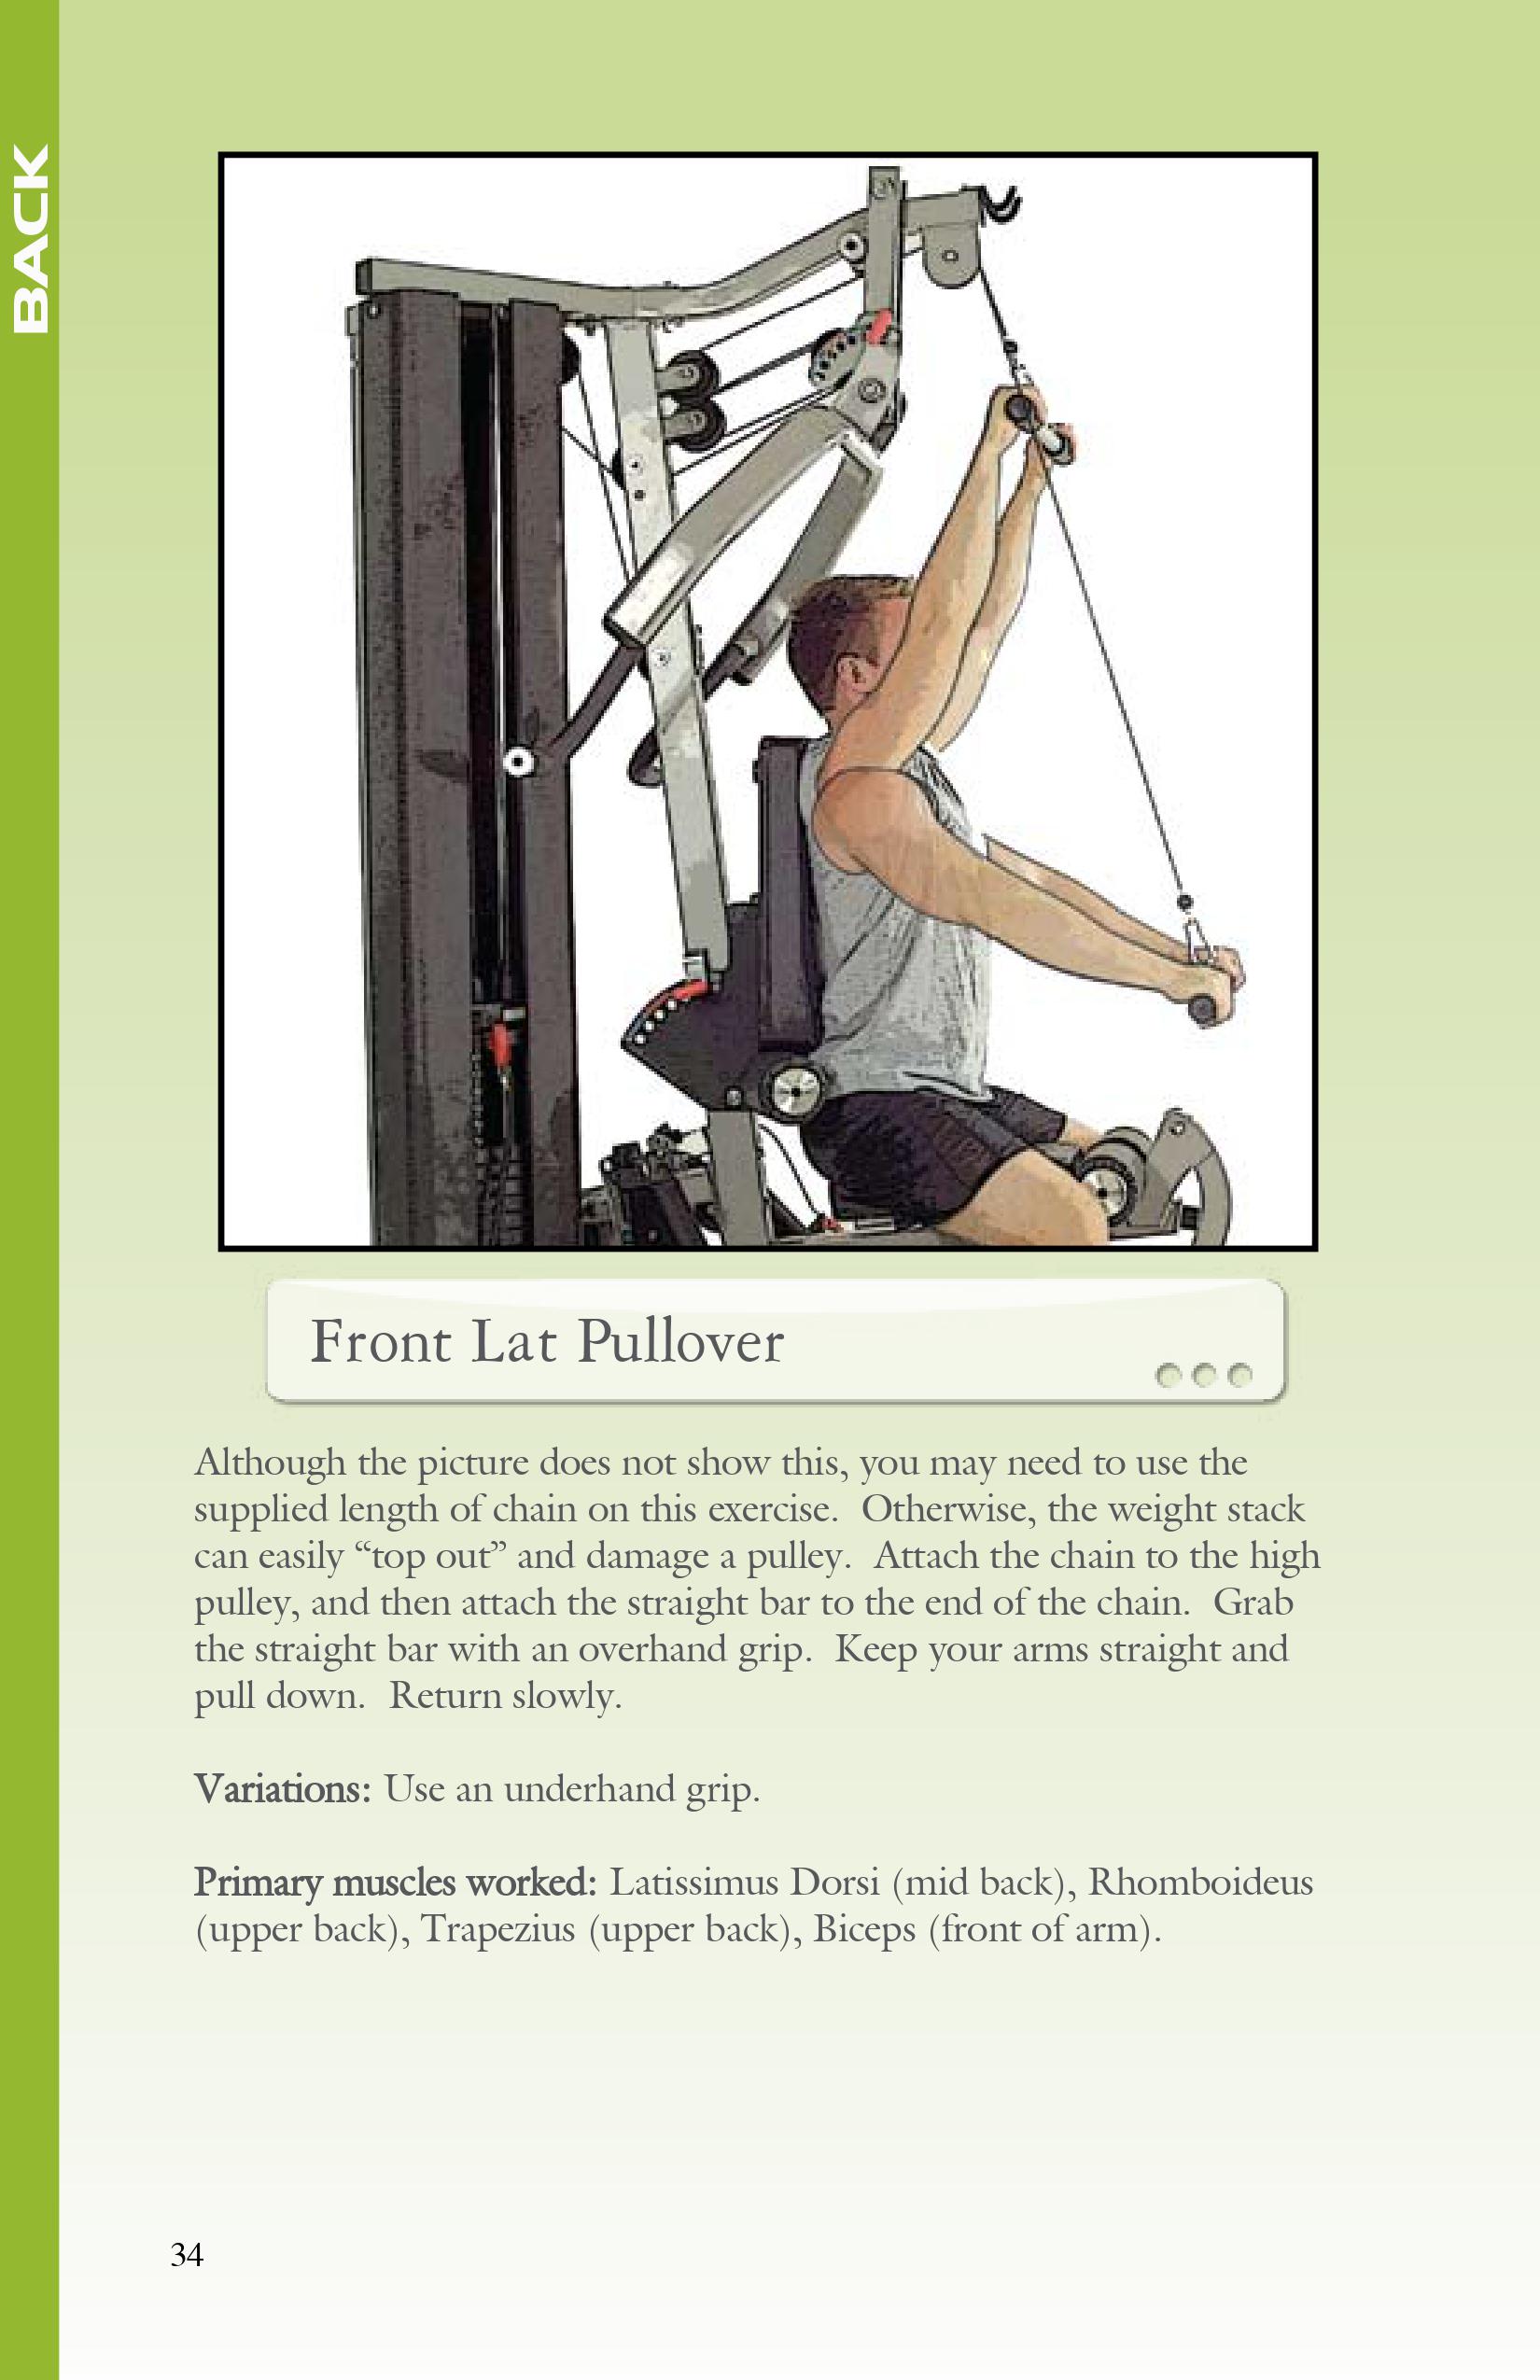 BACK
Front Lat Pullover
Although the picture does not show this, you may need to use the
supplied length of chain on this exercise.  Otherwise, the weight stack
can easily “top out” and damage a pulley.  Attach the chain to the high
pulley, and then attach the straight bar to the end of the chain.  Grab
the straight bar with an overhand grip.  Keep your arms straight and
pull down.  Return slowly.
Variations: Use an underhand grip.
Primary muscles worked: Latissimus Dorsi (mid back), Rhomboideus
(upper back), Trapezius (upper back), Biceps (front of arm).
34